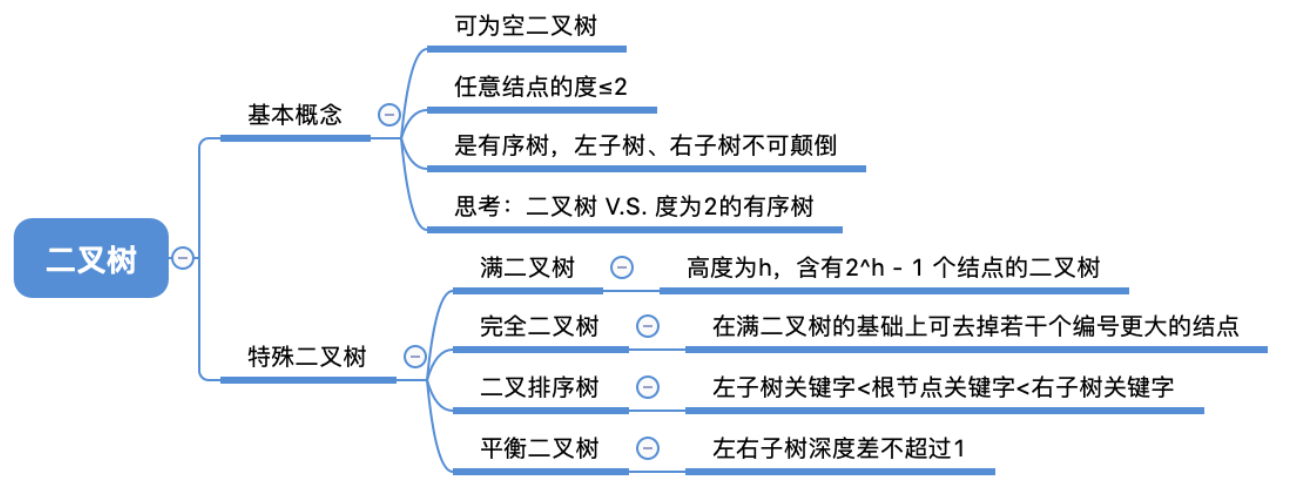 二叉树
基本概念
可为空二叉树
任意结点的度≤2
是有序树，左子树、右子树不可颠倒
思考：二叉树 V.S. 度为2的有序树
特殊二叉树
满二叉树
高度为h，含有2^h - 1 个结点的二叉树
完全二叉树
在满二叉树的基础上可去掉若干个编号更大的结点
二叉排序树
左子树关键字<根节点关键字<右子树关键字
平衡二叉树
左右子树深度差不超过1